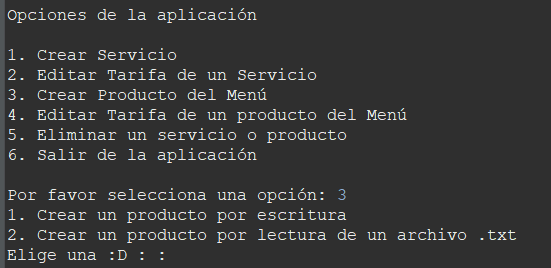 Opciones de la aplicación
1. Crear Servicio
2. Editar Tarifa de un Servicio
3. Crear Producto del Menú
4. Editar Tarifa de un producto del Menú
5. Eliminar un servicio o producto
6. Salir de la aplicación
Por favor selecciona una opción: 3
1. Crear un producto por escritura
2. Crear un producto por lectura de un archivo .txt
Elige una :D : :